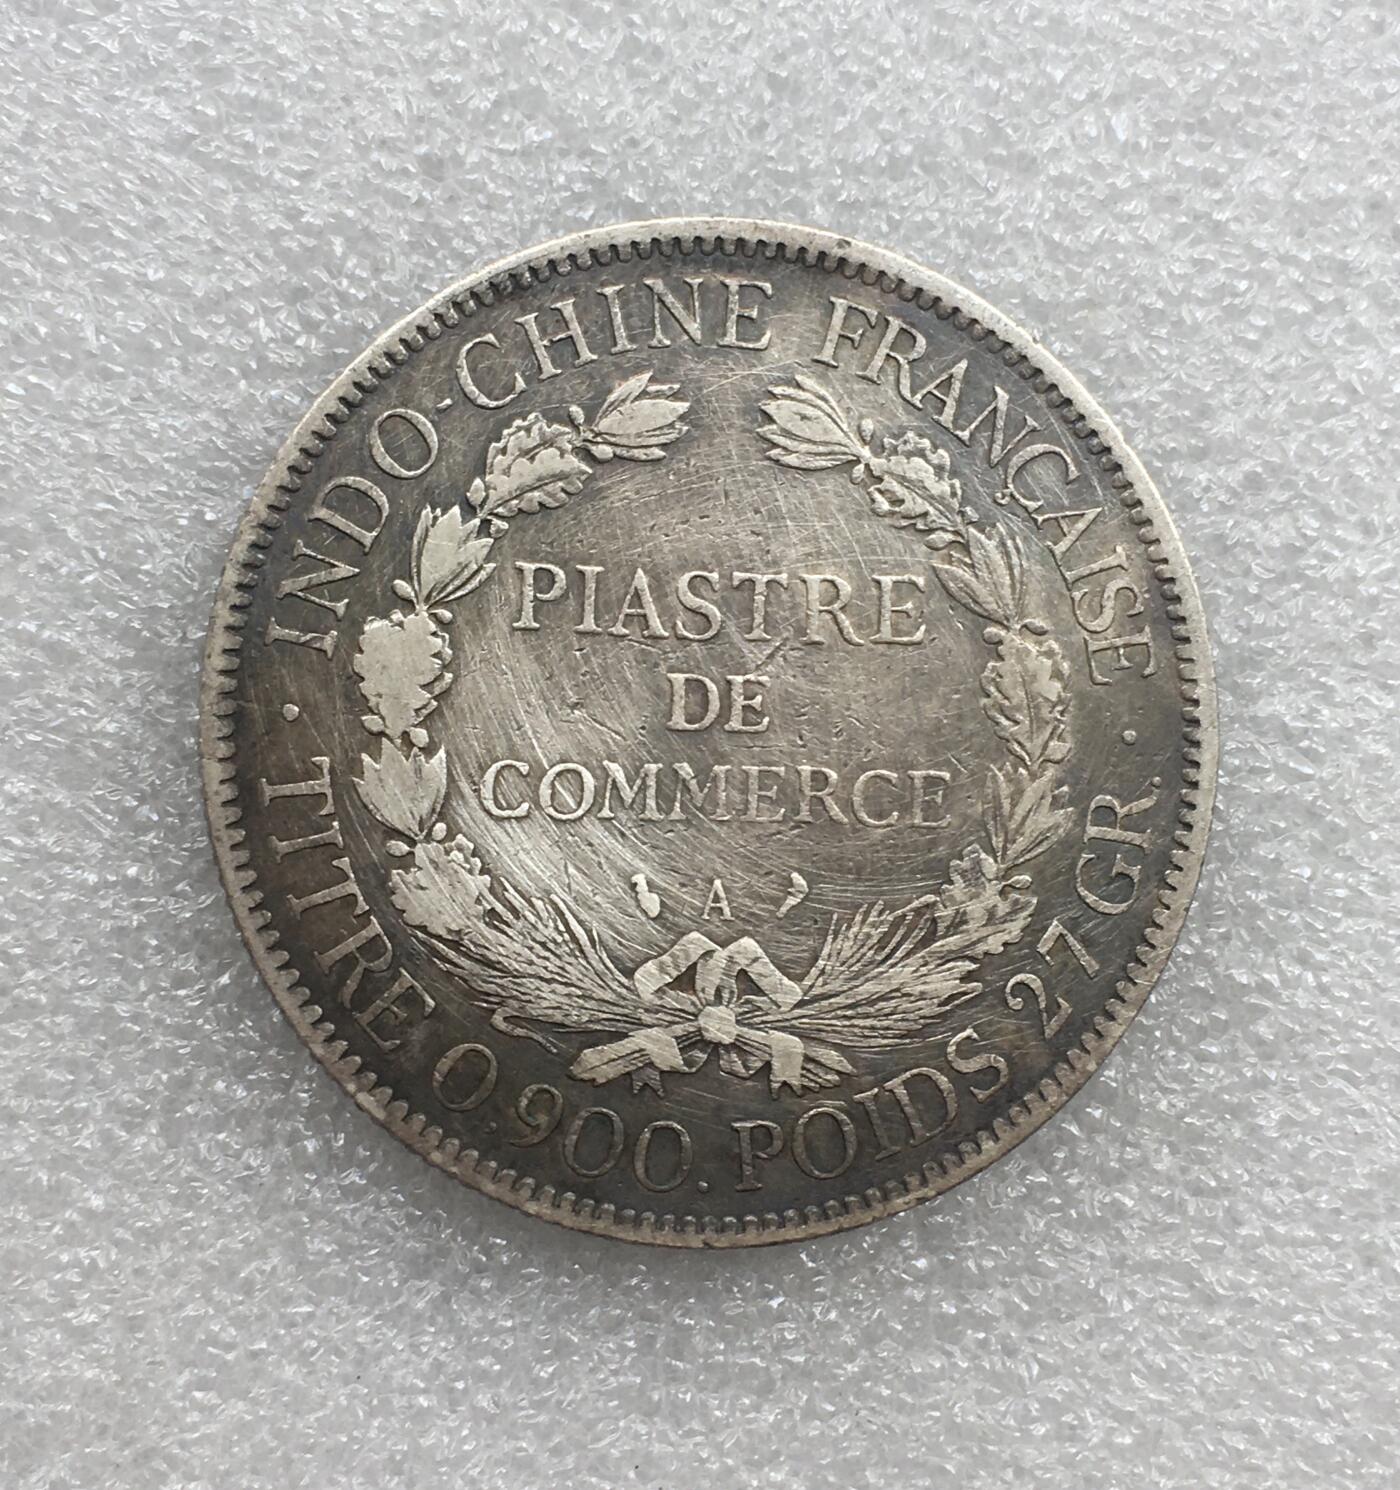 INDO-CHINE FRANÇAISE
PIASTRE
DE
COMMERCE
A
· TITRE 0,900. POIDS 27 GR. ·